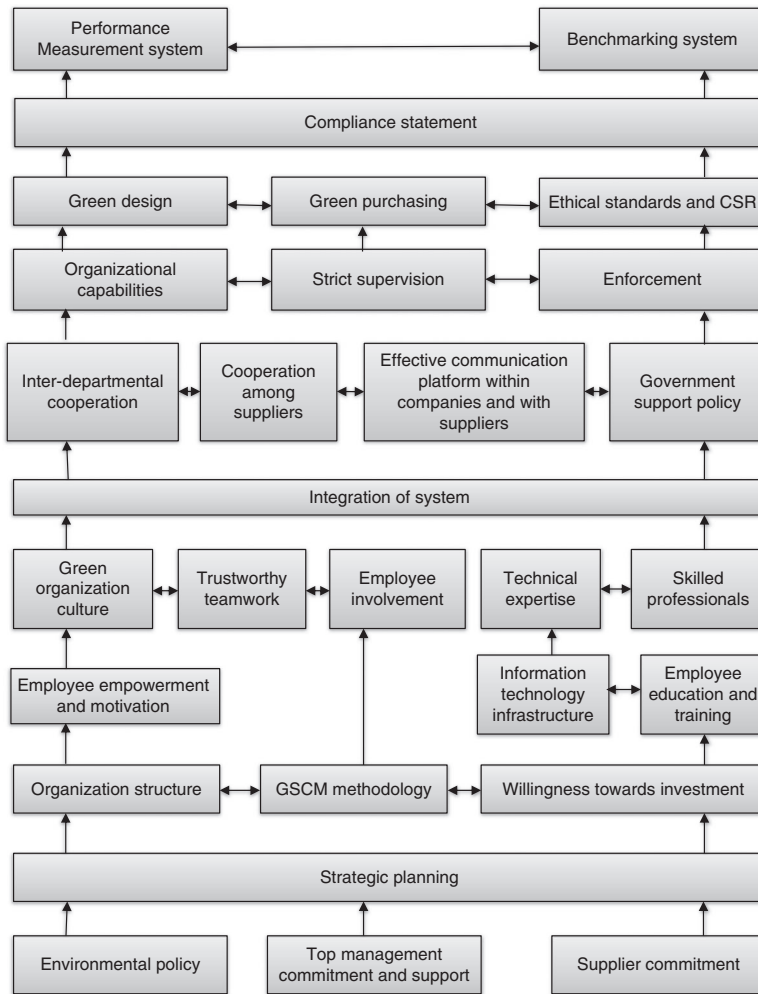 Performance
Measurement system
Benchmarking system
Compliance statement
Green design
Green purchasing
Ethical standards and CSR
Organizational
capabilities
Strict supervision
Enforcement
Inter-departmental
cooperation
Cooperation
among
suppliers
Effective communication
platform within
companies and with
suppliers
Government
support policy
Integration of system
Green
organization
culture
Trustworthy
teamwork
Employee
involvement
Technical
expertise
Skilled
professionals
Employee empowerment
and motivation
Information
technology
infrastructure
Employee
education and
training
Organization structure
GSCM methodology
Willingness towards investment
Strategic planning
Environmental policy
Top management
commitment and support
Supplier commitment